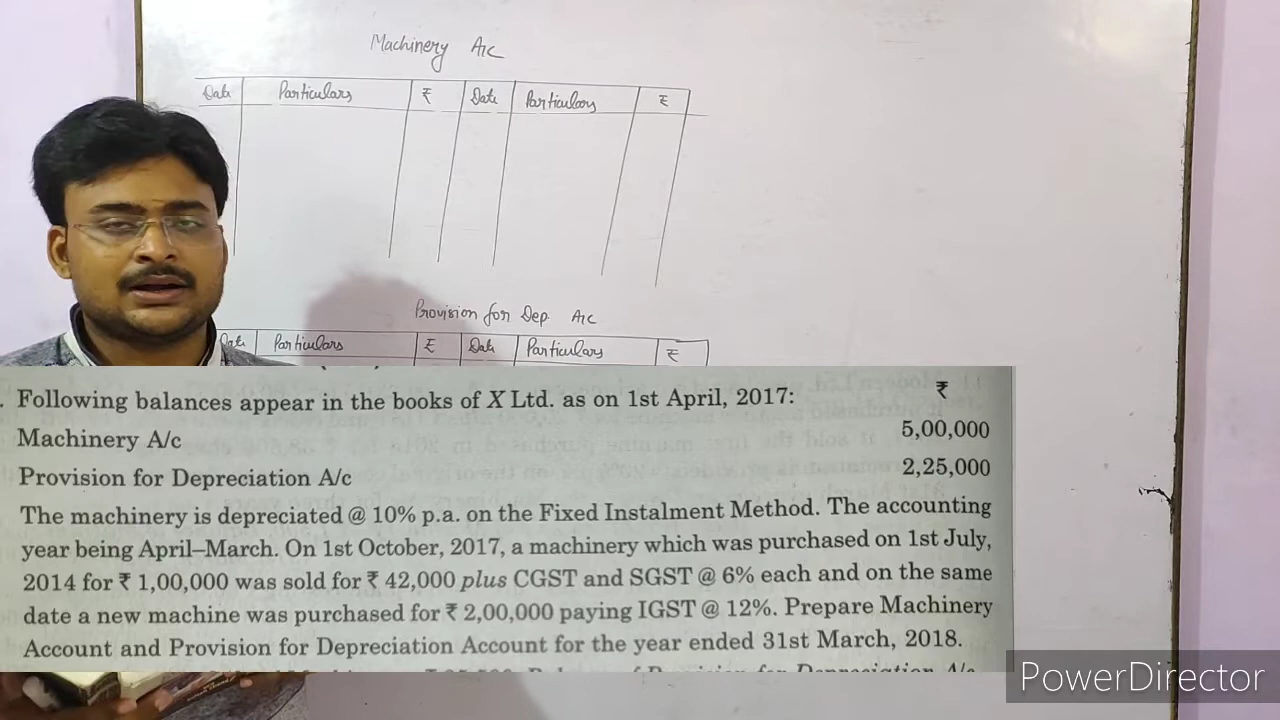 Machinery A/c
Date Particulars ₹ Date Particulars ₹
Provision for Dep. A/c
Date Particulars ₹ Date Particulars ₹
Following balances appear in the books of X Ltd. as on 1st April, 2017: ₹
Machinery A/c 5,00,000
Provision for Depreciation A/c 2,25,000
The machinery is depreciated @ 10% p.a. on the Fixed Instalment Method. The accounting
year being April–March. On 1st October, 2017, a machinery which was purchased on 1st July,
2014 for ₹ 1,00,000 was sold for ₹ 42,000 plus CGST and SGST @ 6% each and on the same
date a new machine was purchased for ₹ 2,00,000 paying IGST @ 12%. Prepare Machinery
Account and Provision for Depreciation Account for the year ended 31st March, 2018.
PowerDirector